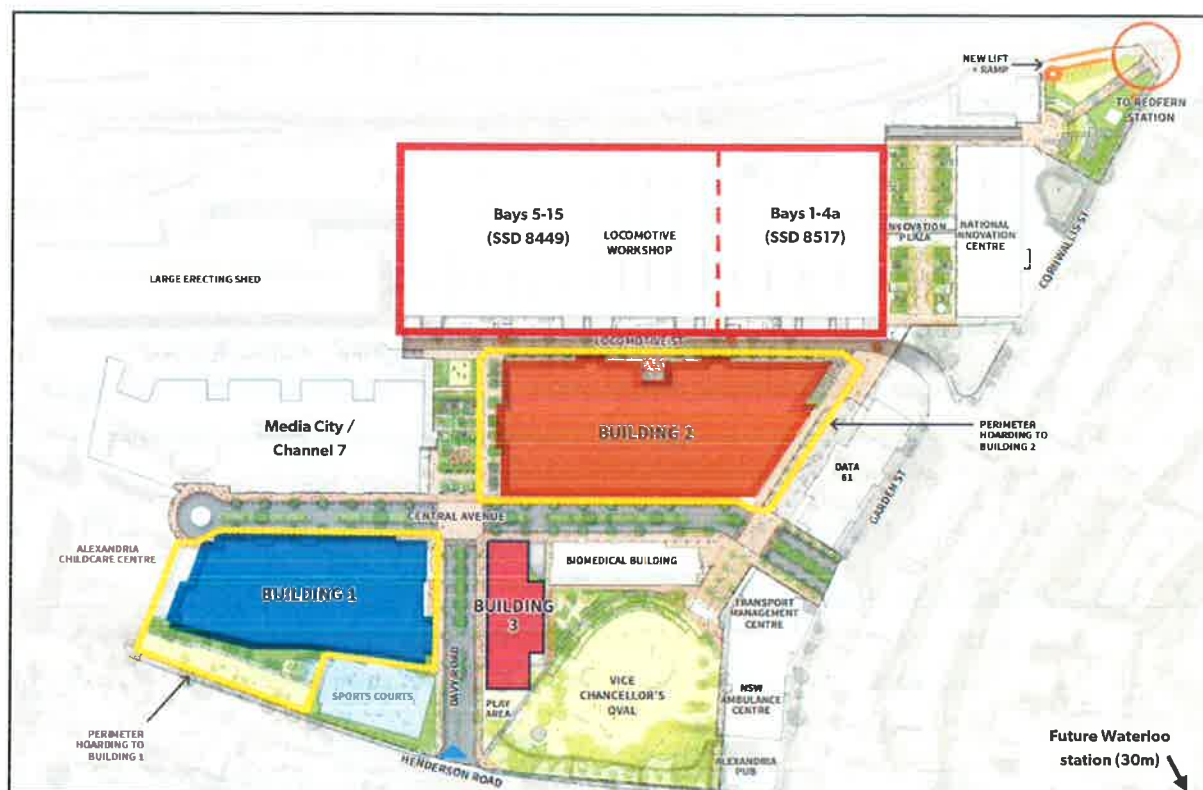 NEW LIFT
+ RAMP
TO REDFERN
STATION
Bays 5-15
(SSD 8449)
LOCOMOTIVE
WORKSHOP
Bays 1-4a
(SSD 8517)
INNOVATION
PLAZA
NATIONAL
INNOVATION
CENTRE
CORNWALLIS ST
LARGE ERECTING SHED
LOCOMOTIVE ST
Media City /
Channel 7
BUILDING 2
PERIMETER
HOARDING TO
BUILDING 2
DATA
61
GARDEN ST
CENTRAL AVENUE
ALEXANDRIA
CHILDCARE CENTRE
BIOMEDICAL BUILDING
BUILDING 1
BUILDING
3
TRANSPORT
MANAGEMENT
CENTRE
DAVY ROAD
VICE
CHANCELLOR'S
OVAL
SPORTS COURTS
PLAY
AREA
NSW
AMBULANCE
CENTRE
PERIMETER
HOARDING TO
BUILDING 1
HENDERSON ROAD
ALEXANDRIA
PUB
Future Waterloo
station (30m)